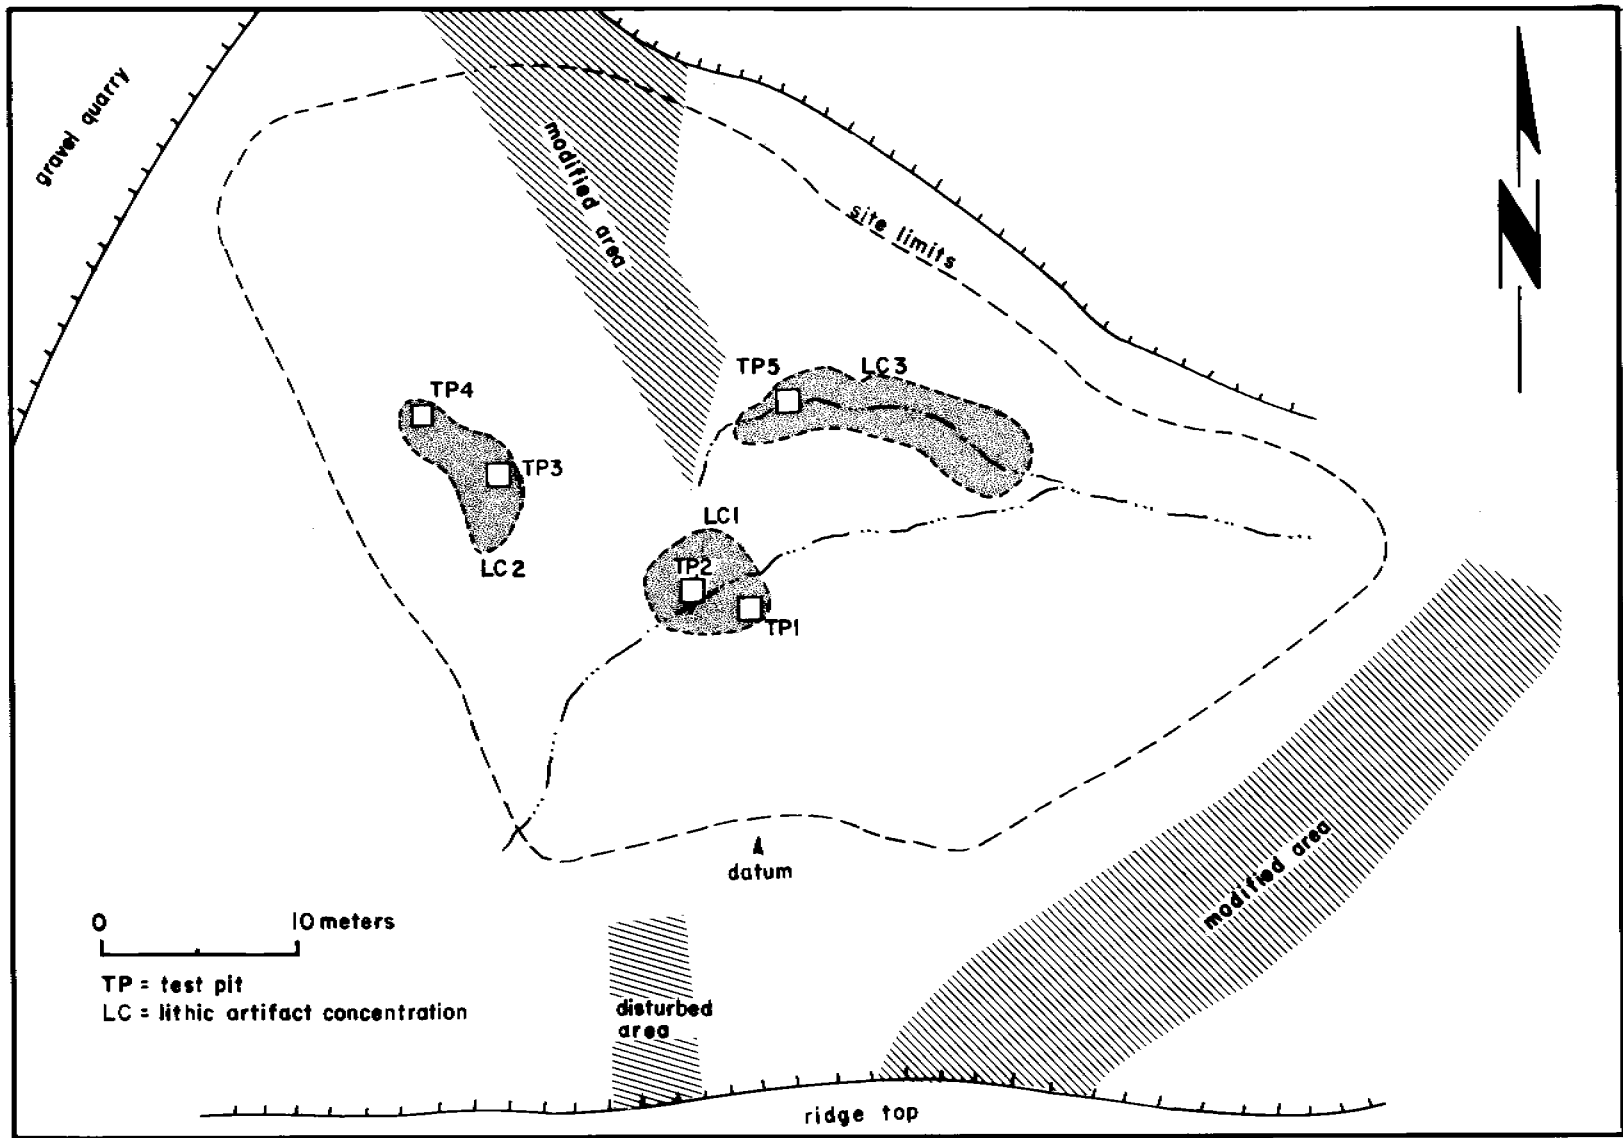 gravel quarry
modified area
site limits
N
TP5
LC3
TP4
TP3
LC2
LC1
TP2
TP1
datum
modified area
0 10 meters
TP = test pit
LC = lithic artifact concentration
disturbed
area
ridge top